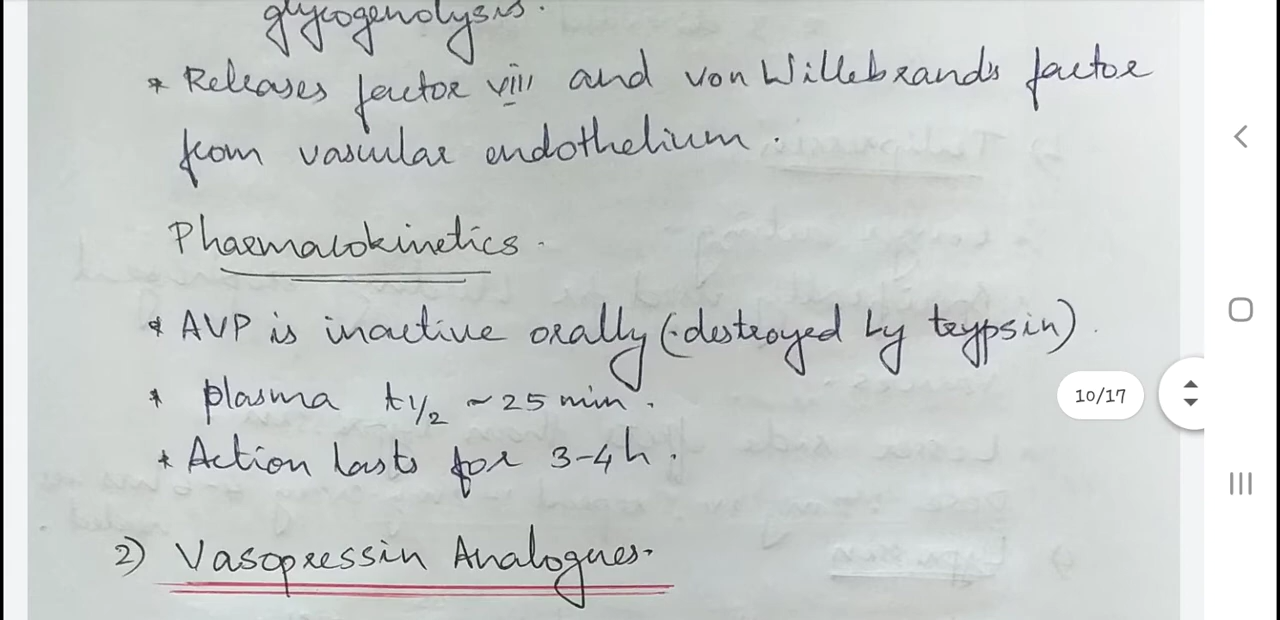 glycogenolysis.
* Releases factor viii and von Willebrand's factor
from vascular endothelium.
Pharmacokinetics.
* AVP is inactive orally (destroyed by trypsin).
* plasma t1/2 ~25 min.
* Action lasts for 3-4h.
10/17
2) Vasopressin Analogues.